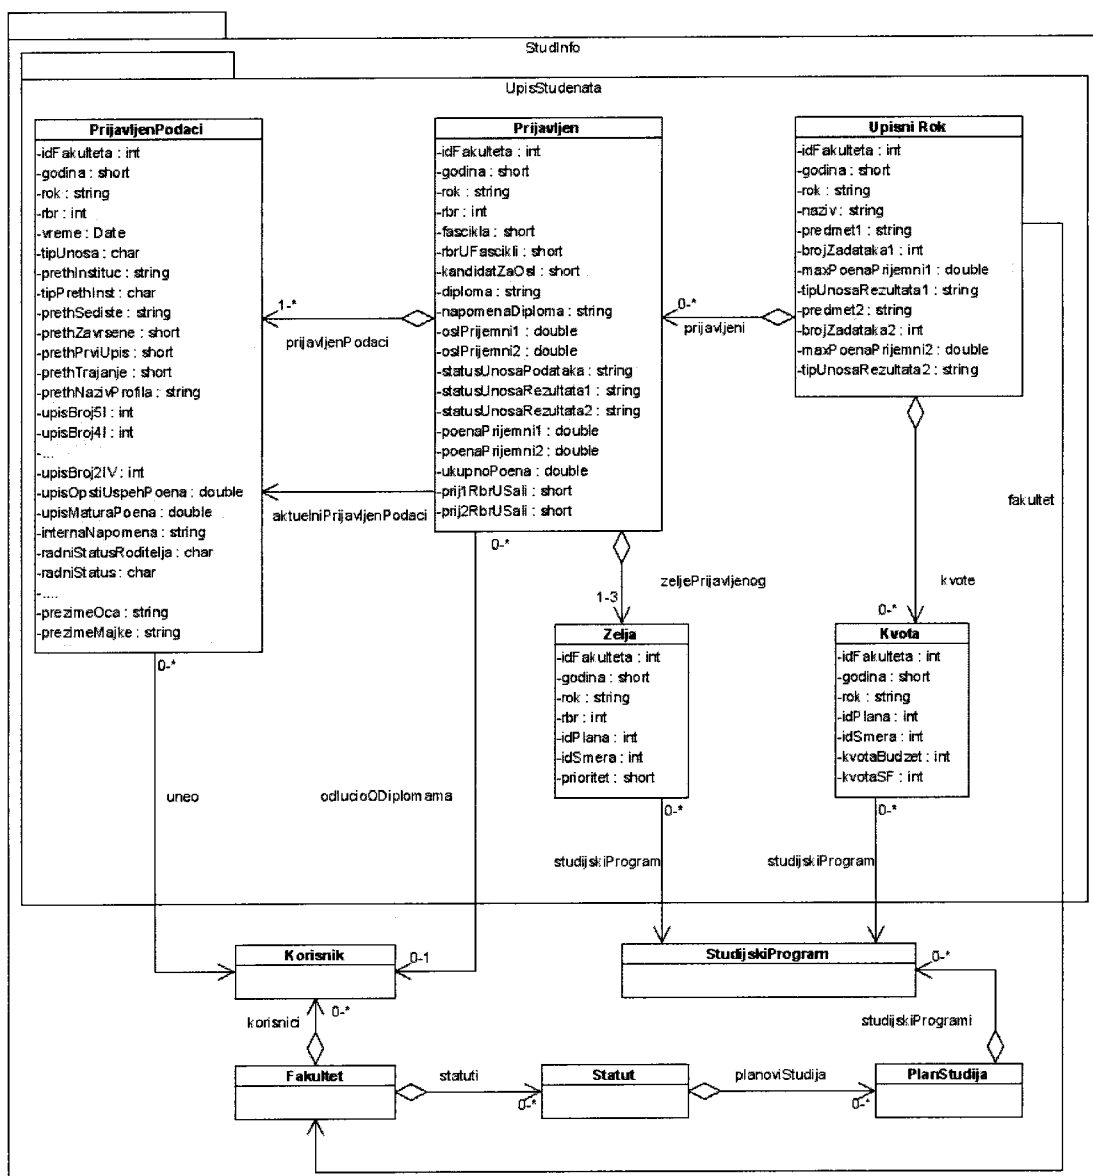 StudInfo
UpisStudenata
PrijavljenPodaci
-idFakulteta : int
-godina : short
-rok : string
-rbr : int
-vreme : Date
-tipUnosa : char
-prethInstituc : string
-tipPrethInst : char
-prethSediste : string
-prethZavrsene : short
-prethPrviUpis : short
-prethTrajanje : short
-prethNazivProfila : string
-upisBroj5I : int
-upisBroj4I : int
-...
-upisBroj2IV : int
-upisOpstiUspehPoena : double
-upisMaturaPoena : double
-internaNapomena : string
-radniStatusRoditelja : char
-radniStatus : char
-....
-prezimeOca : string
-prezimeMajke : string
Prijavljen
-idFakulteta : int
-godina : short
-rok : string
-rbr : int
-fascikla : short
-rbrUFascikli : short
-kandidatZaOsl : short
-diploma : string
-napomenaDiploma : string
-oslPrijemni1 : double
-oslPrijemni2 : double
-statusUnosaPodataka : string
-statusUnosaRezultata1 : string
-statusUnosaRezultata2 : string
-poenaPrijemni1 : double
-poenaPrijemni2 : double
-ukupnoPoena : double
-prij1RbrUSali : short
-prij2RbrUSali : short
Upisni Rok
-idFakulteta : int
-godina : short
-rok : string
-naziv : string
-predmet1 : string
-brojZadataka1 : int
-maxPoenaPrijemni1 : double
-tipUnosaRezultata1 : string
-predmet2 : string
-brojZadataka2 : int
-maxPoenaPrijemni2 : double
-tipUnosaRezultata2 : string
1-*
prijavljenPodaci
0-*
prijavljeni
aktuelniPrijavljenPodaci
fakultet
0-*
zeljePrijavljenog
1-3
kvote
0-*
Zelja
-idFakulteta : int
-godina : short
-rok : string
-rbr : int
-idPlana : int
-idSmera : int
-prioritet : short
Kvota
-idFakulteta : int
-godina : short
-rok : string
-idPlana : int
-idSmera : int
-kvotaBudzet : int
-kvotaSF : int
0-*
uneo
odlucioODiplomama
0-*
0-*
studijskiProgram
studijskiProgram
Korisnik
0-1
StudijskiProgram
0-*
korisnici
0-*
studijskiProgrami
Fakultet
statuti
0-*
Statut
planoviStudija
0-*
PlanStudija